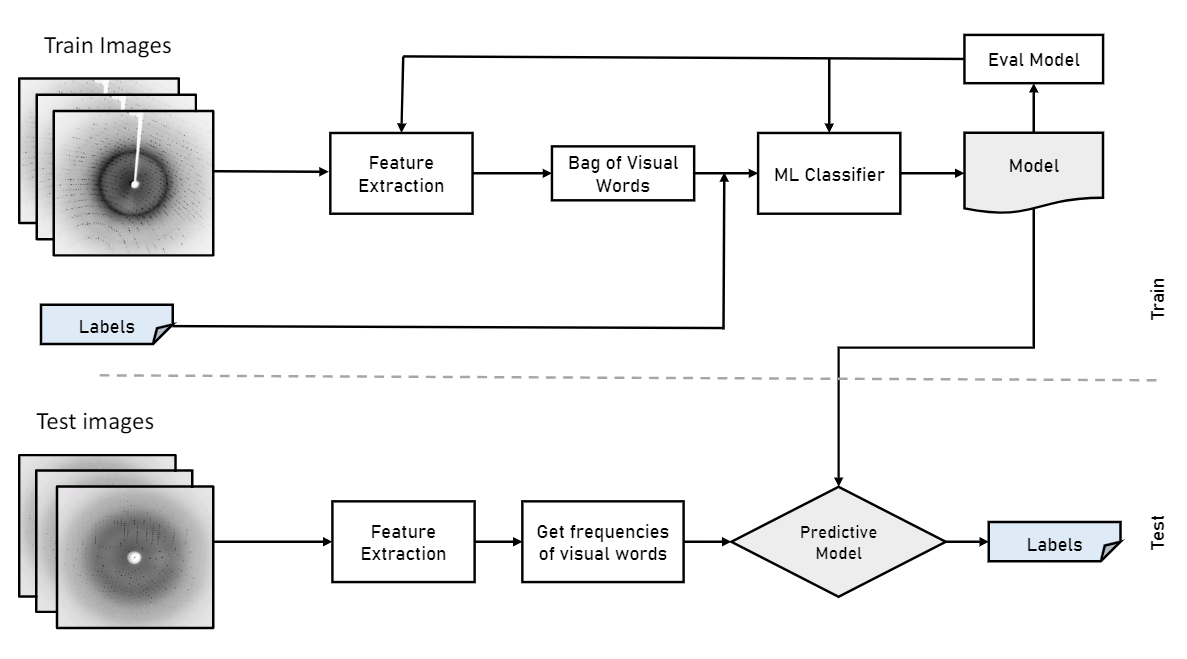 Train Images
Eval Model
Feature
Extraction
Bag of Visual
Words
ML Classifier
Model
Labels
Train
Test images
Feature
Extraction
Get frequencies
of visual words
Predictive
Model
Labels
Test